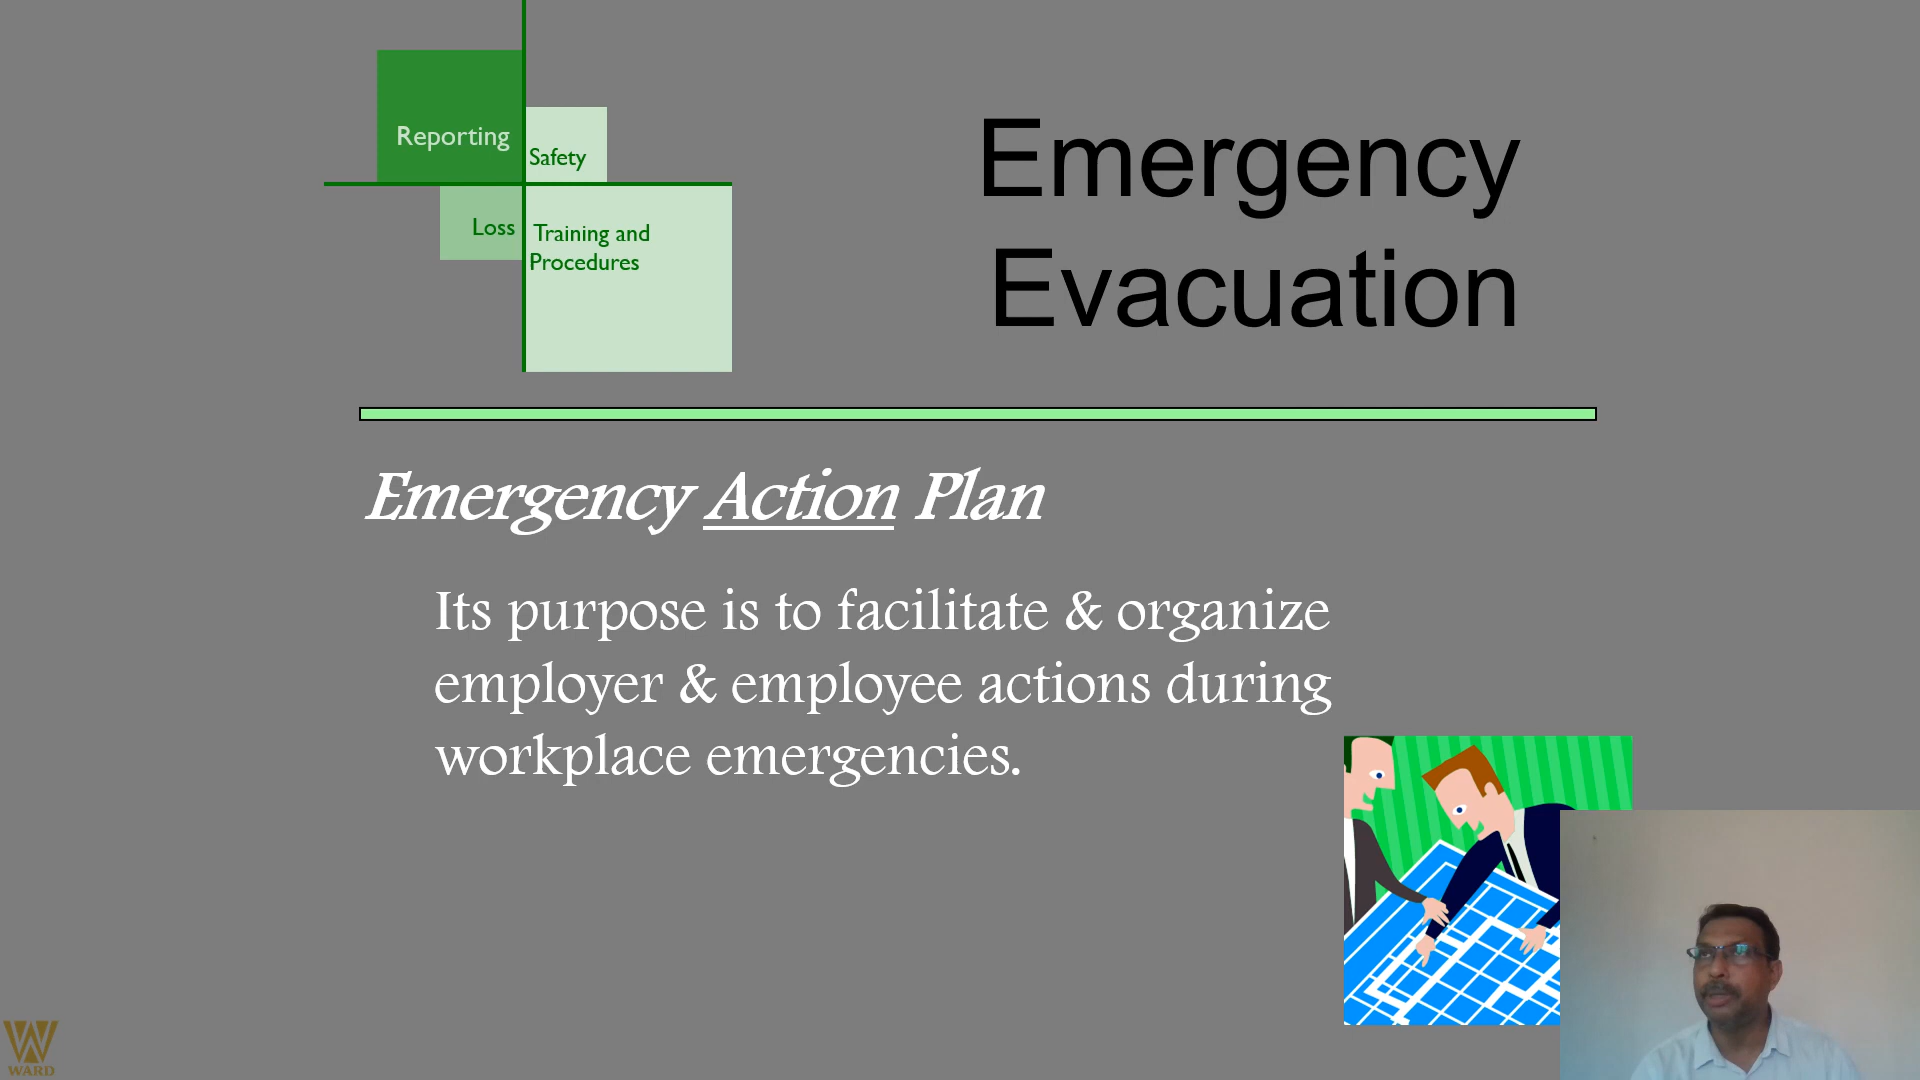 Reporting
Safety
Loss
Training and
Procedures
Emergency
Evacuation
Emergency Action Plan
Its purpose is to facilitate & organize
employer & employee actions during
workplace emergencies.
WARD